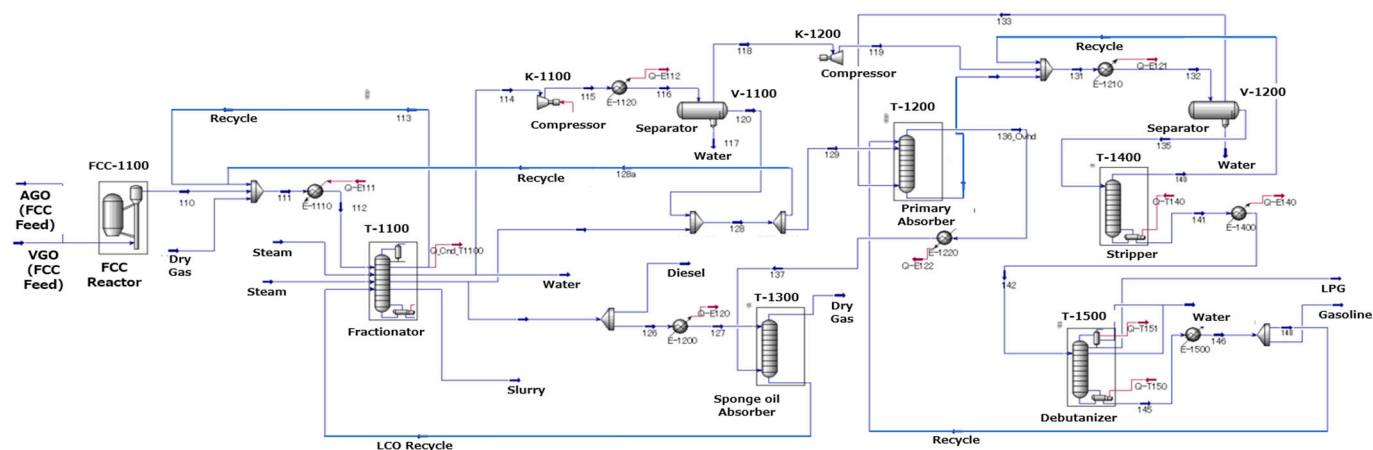 133
K-1200
118
119
Recycle
Compressor
131
Q-E121
132
E-1210
V-1200
Separator
Water
135
K-1100
Q-E112
114
115
116
E-1120
V-1100
120
Compressor
Separator
117
Water
T-1200
136_Ovhd
Primary
Absorber
129
T-1400
Q-T140
141
Q-E140
E-1400
Stripper
113
Recycle
FCC-1100
Recycle
128a
AGO
(FCC
Feed)
VGO
(FCC
Feed)
110
111
Q-E111
E-1110
112
FCC
Reactor
Dry
Gas
Steam
Steam
T-1100
Q_Cnd_T1100
Fractionator
Water
128
E-1220
Q-E122
137
142
Diesel
126
Q-E120
E-1200
127
T-1300
Dry
Gas
Sponge oil
Absorber
Slurry
LCO Recycle
LPG
Gasoline
T-1500
Q-T151
Water
E-1500
146
148
Q-T150
145
Debutanizer
Recycle